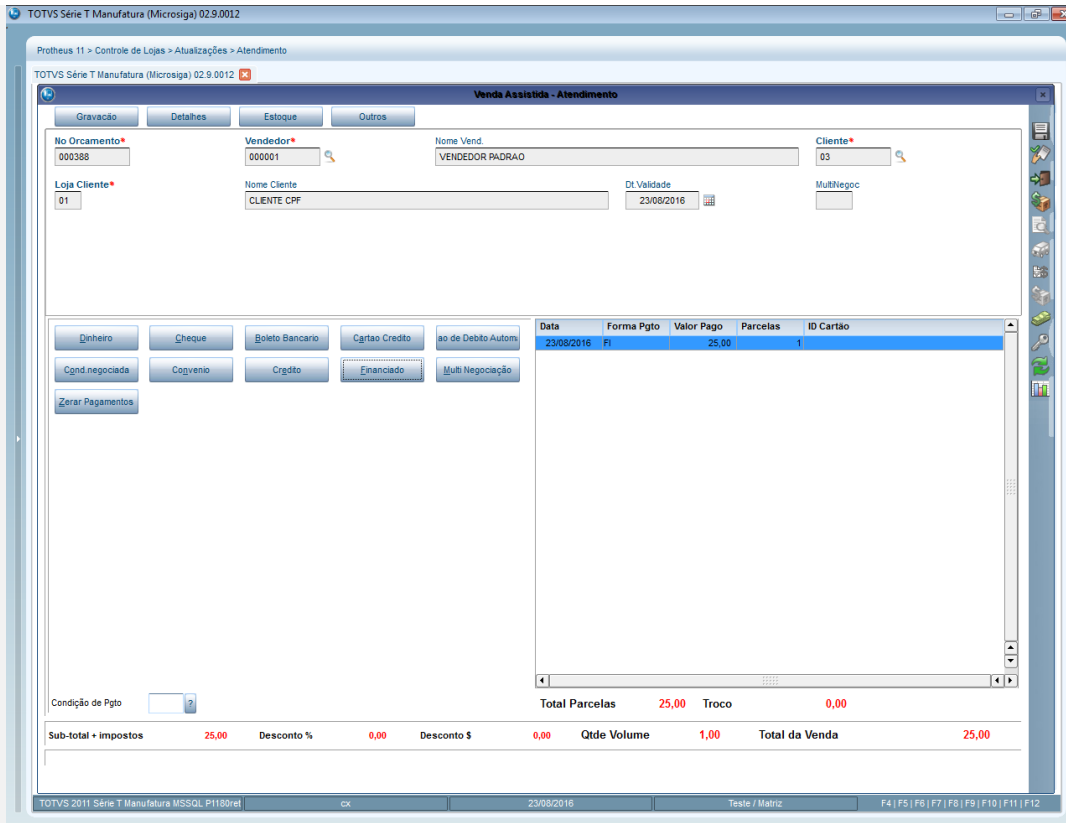 TOTVS Série T Manufatura (Microsiga) 02.9.0012
Protheus 11 > Controle de Lojas > Atualizações > Atendimento
TOTVS Série T Manufatura (Microsiga) 02.9.0012
Venda Assistida - Atendimento
Gravacão Detalhes Estoque Outros
No Orcamento* Vendedor* Nome Vend. Cliente*
000388 000001 VENDEDOR PADRAO 03
Loja Cliente* Nome Cliente Dt.Validade MultiNegoc
01 CLIENTE CPF 23/08/2016
Data Forma Pgto Valor Pago Parcelas ID Cartão
23/08/2016 FI 25,00 1
Dinheiro Cheque Boleto Bancario Cartao Credito ao de Debito Autom
Cond.negociada Convenio Credito Financiado Multi Negociação
Zerar Pagamentos
Condição de Pgto ?
Total Parcelas 25,00 Troco 0,00
Sub-total + impostos 25,00 Desconto % 0,00 Desconto $ 0,00 Qtde Volume 1,00 Total da Venda 25,00
TOTVS 2011 Série T Manufatura MSSQL P1180ret cx 23/08/2016 Teste / Matriz F4 | F5 | F6 | F7 | F8 | F9 | F10 | F11 | F12